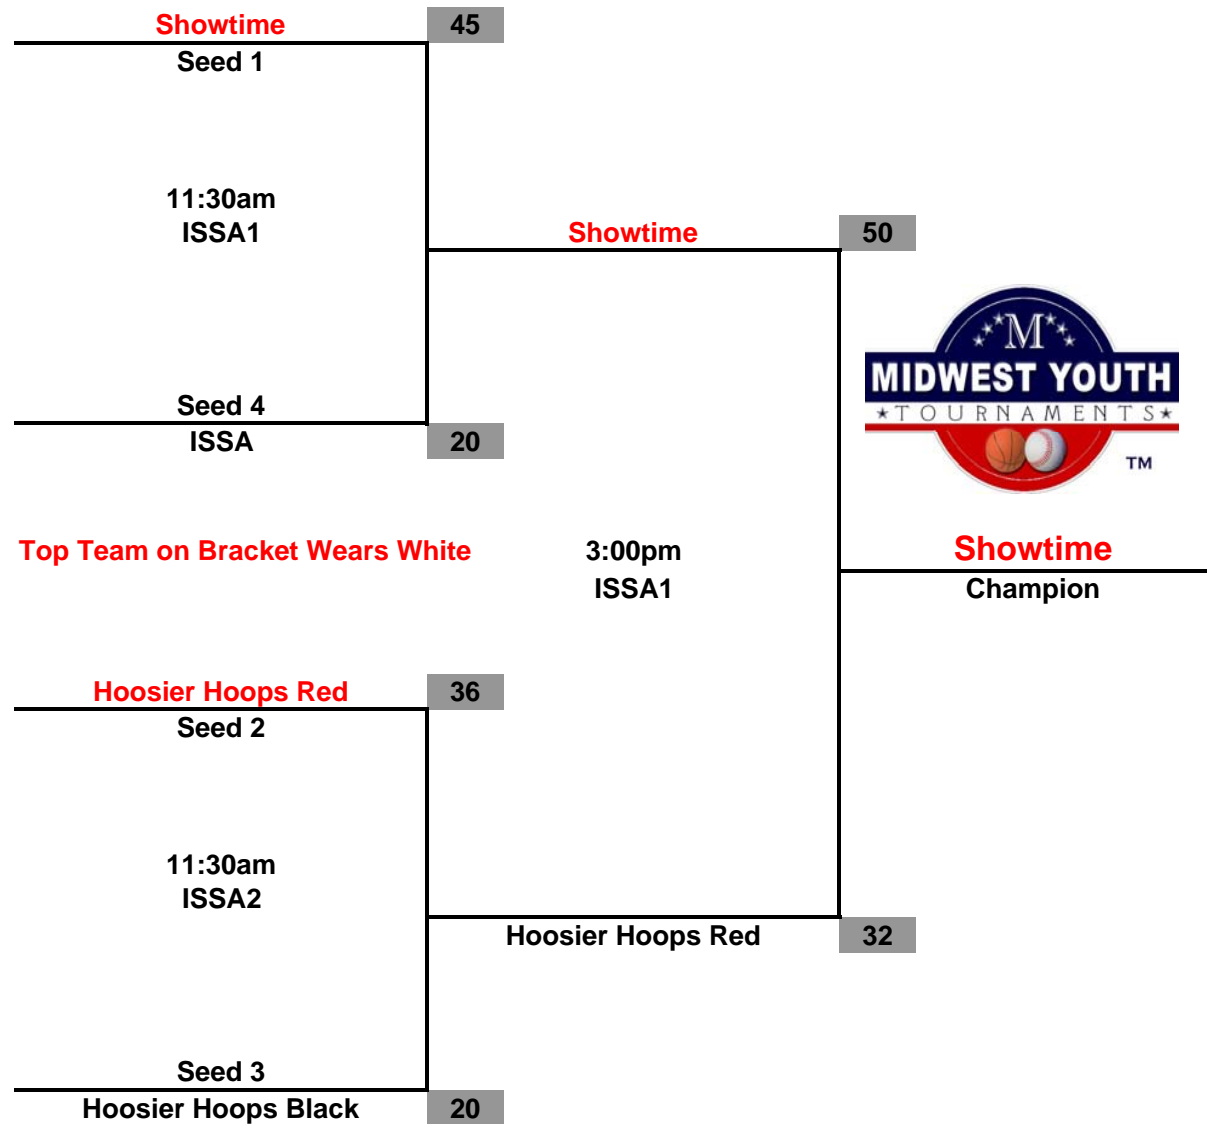 Showtime 45
Seed 1
11:30am
ISSA1
Showtime 50
M
MIDWEST YOUTH
★TOURNAMENTS★
TM
Seed 4
ISSA 20
Top Team on Bracket Wears White 3:00pm Showtime
ISSA1 Champion
Hoosier Hoops Red 36
Seed 2
11:30am
ISSA2
Hoosier Hoops Red 32
Seed 3
Hoosier Hoops Black 20